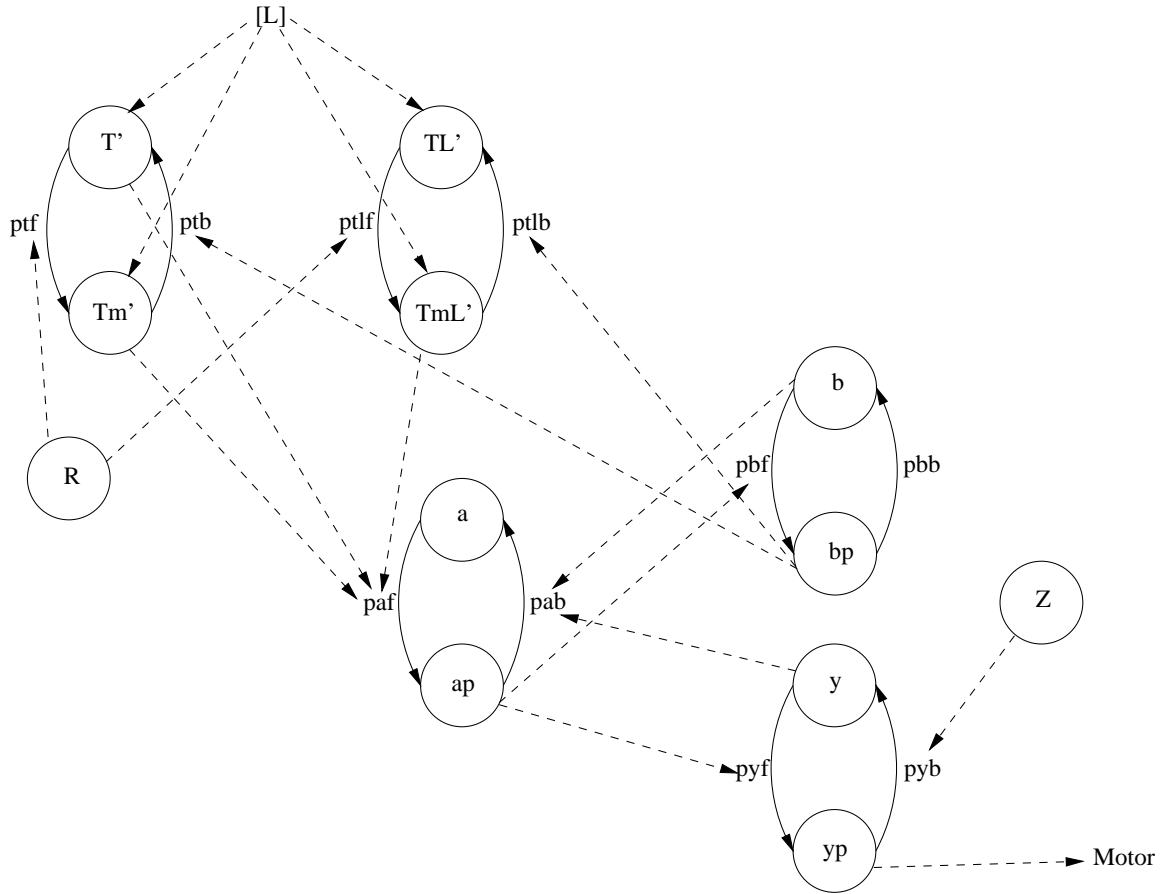 [L]
T’
TL’
ptf
ptb
ptlf
ptlb
Tm’
TmL’
b
R
pbf
pbb
a
bp
paf
pab
Z
ap
y
pyf
pyb
yp
Motor